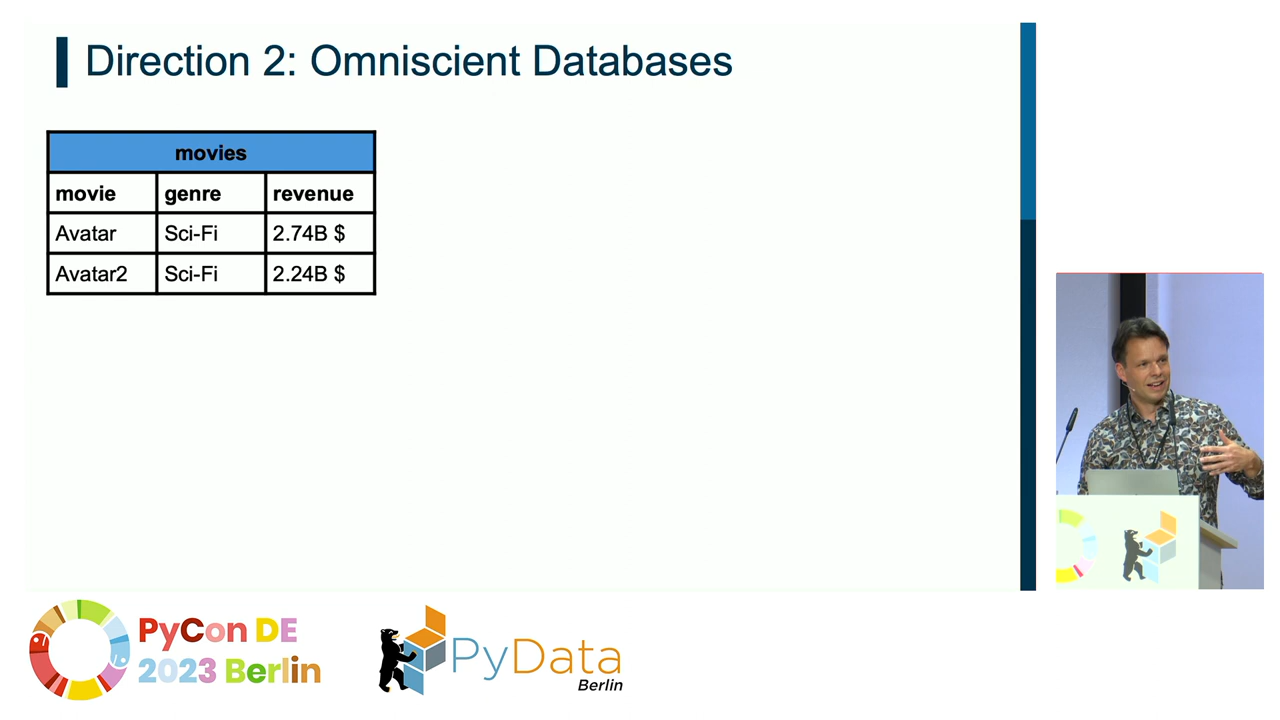 Direction 2: Omniscient Databases
movies
movie genre revenue
Avatar Sci-Fi 2.74B $
Avatar2 Sci-Fi 2.24B $
PyCon DE
2023 Berlin
PyData
Berlin